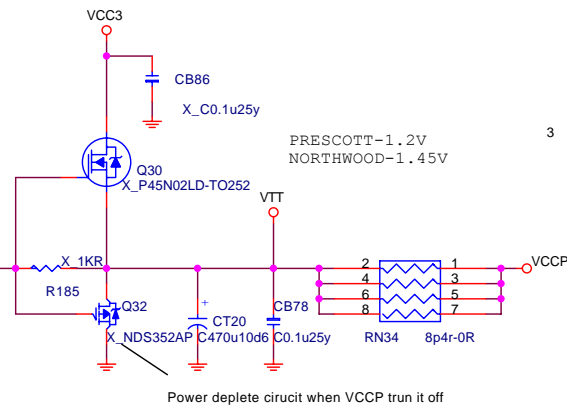 VCC3
CB86
X_C0.1u25y
PRESCOTT-1.2V
NORTHWOOD-1.45V
3
Q30
X_P45N02LD-TO252
VTT
X_1KR
R185
2 1
4 3
6 5
8 7
VCCP
Q32
CT20
CB78
X_NDS352AP C470u10d6 C0.1u25y
RN34 8p4r-0R
Power deplete cirucit when VCCP trun it off